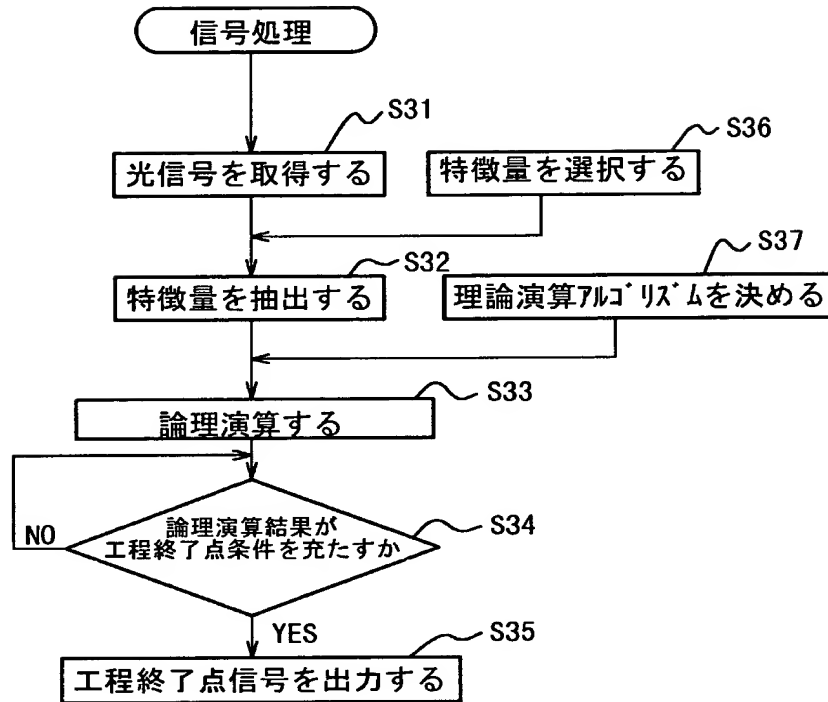 信号処理
S31
光信号を取得する
S36
特徴量を選択する
S32
特徴量を抽出する
S37
理論演算ｱﾙｺﾞﾘｽﾞﾑを決める
S33
論理演算する
S34
論理演算結果が
工程終了点条件を充たすか
NO
YES
S35
工程終了点信号を出力する